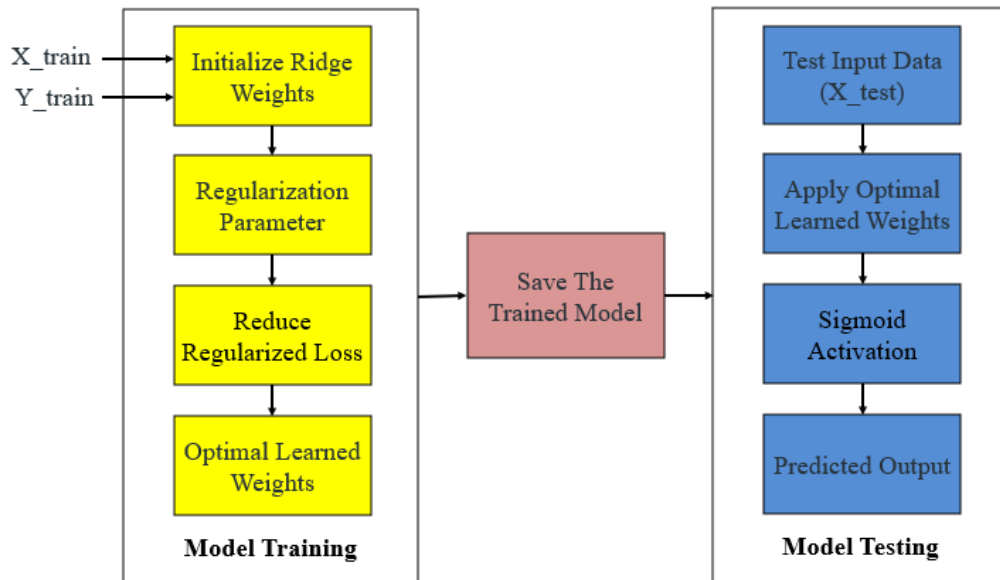 X_train
Y_train
Initialize Ridge
Weights
Regularization
Parameter
Reduce
Regularized Loss
Optimal Learned
Weights
Model Training
Save The
Trained Model
Test Input Data
(X_test)
Apply Optimal
Learned Weights
Sigmoid
Activation
Predicted Output
Model Testing